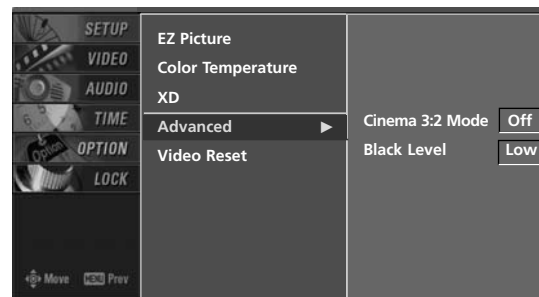 SETUP
VIDEO
AUDIO
TIME
OPTION
LOCK
Move MENU Prev
EZ Picture
Color Temperature
XD
Advanced ►
Video Reset
Cinema 3:2 Mode Off
Black Level Low